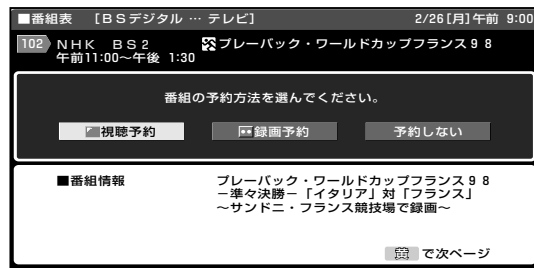 ■番組表 [BSデジタル … テレビ] 2/26[月]午前 9:00
102 NHK BS2 プレーバック・ワールドカップフランス98
午前11:00～午後 1:30
番組の予約方法を選んでください。
視聴予約 録画予約 予約しない
■番組情報 プレーバック・ワールドカップフランス98
－準々決勝－「イタリア」対「フランス」
～サンドニ・フランス競技場で録画～
黄 で次ページ